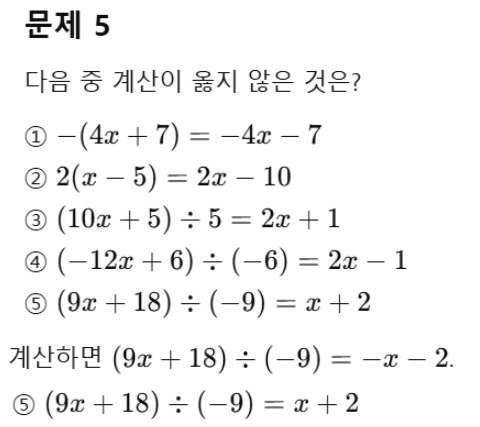 문제 5
다음 중 계산이 옳지 않은 것은?
① −(4x + 7) = −4x − 7
② 2(x − 5) = 2x − 10
③ (10x + 5) ÷ 5 = 2x + 1
④ (−12x + 6) ÷ (−6) = 2x − 1
⑤ (9x + 18) ÷ (−9) = x + 2
계산하면 (9x + 18) ÷ (−9) = −x − 2.
⑤ (9x + 18) ÷ (−9) = x + 2